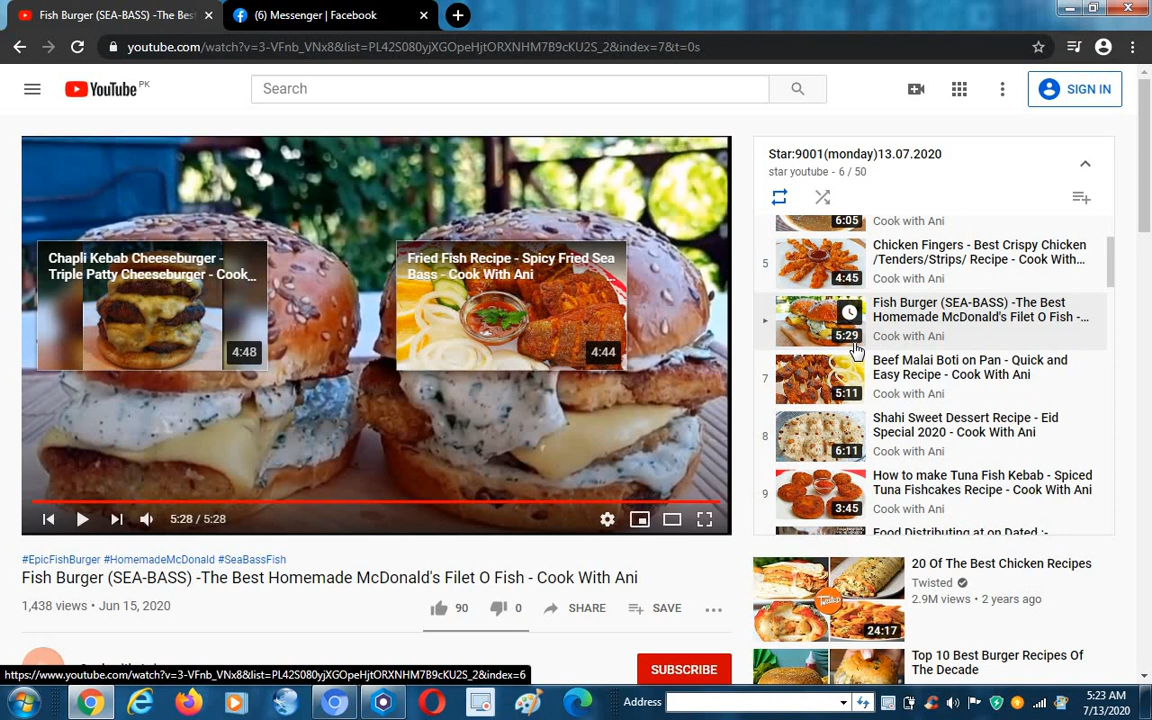 Fish Burger (SEA-BASS) -The Bes
(6) Messenger | Facebook
youtube.com/watch?v=3-VFnb_VNx8&list=PL42S080yjXGOpeHjtORXNHM7B9cKU2S_2&index=7&t=0s
YouTube PK
Search
SIGN IN
Chapli Kebab Cheeseburger -
Triple Patty Cheeseburger - Cook...
4:48
Fried Fish Recipe - Spicy Fried Sea
Bass - Cook With Ani
4:44
5:28 / 5:28
Star:9001(monday)13.07.2020
star youtube - 6 / 50
6:05
Cook with Ani
5
4:45
Chicken Fingers - Best Crispy Chicken
/Tenders/Strips/ Recipe - Cook With...
Cook with Ani
5:29
Fish Burger (SEA-BASS) -The Best
Homemade McDonald's Filet O Fish -...
Cook with Ani
7
5:11
Beef Malai Boti on Pan - Quick and
Easy Recipe - Cook With Ani
Cook with Ani
8
6:11
Shahi Sweet Dessert Recipe - Eid
Special 2020 - Cook With Ani
Cook with Ani
9
3:45
How to make Tuna Fish Kebab - Spiced
Tuna Fishcakes Recipe - Cook With Ani
Cook with Ani
Food Distributing at on Dated :-
#EpicFishBurger #HomemadeMcDonald #SeaBassFish
Fish Burger (SEA-BASS) -The Best Homemade McDonald's Filet O Fish - Cook With Ani
1,438 views • Jun 15, 2020
90
0
SHARE
SAVE
SUBSCRIBE
24:17
20 Of The Best Chicken Recipes
Twisted
2.9M views • 2 years ago
Top 10 Best Burger Recipes Of
The Decade
https://www.youtube.com/watch?v=3-VFnb_VNx8&list=PL42S080yjXGOpeHjtORXNHM7B9cKU2S_2&index=6
Address
5:23 AM
7/13/2020